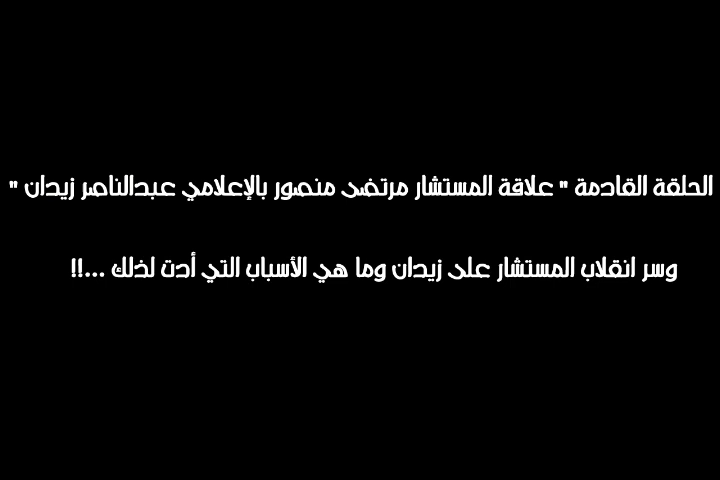 الحلقة القادمة " علاقة المستشار مرتضى منصور بالإعلامي عبدالناصر زيدان "
وسر انقلاب المستشار على زيدان وما هي الأسباب التي أدت لذلك ...!!